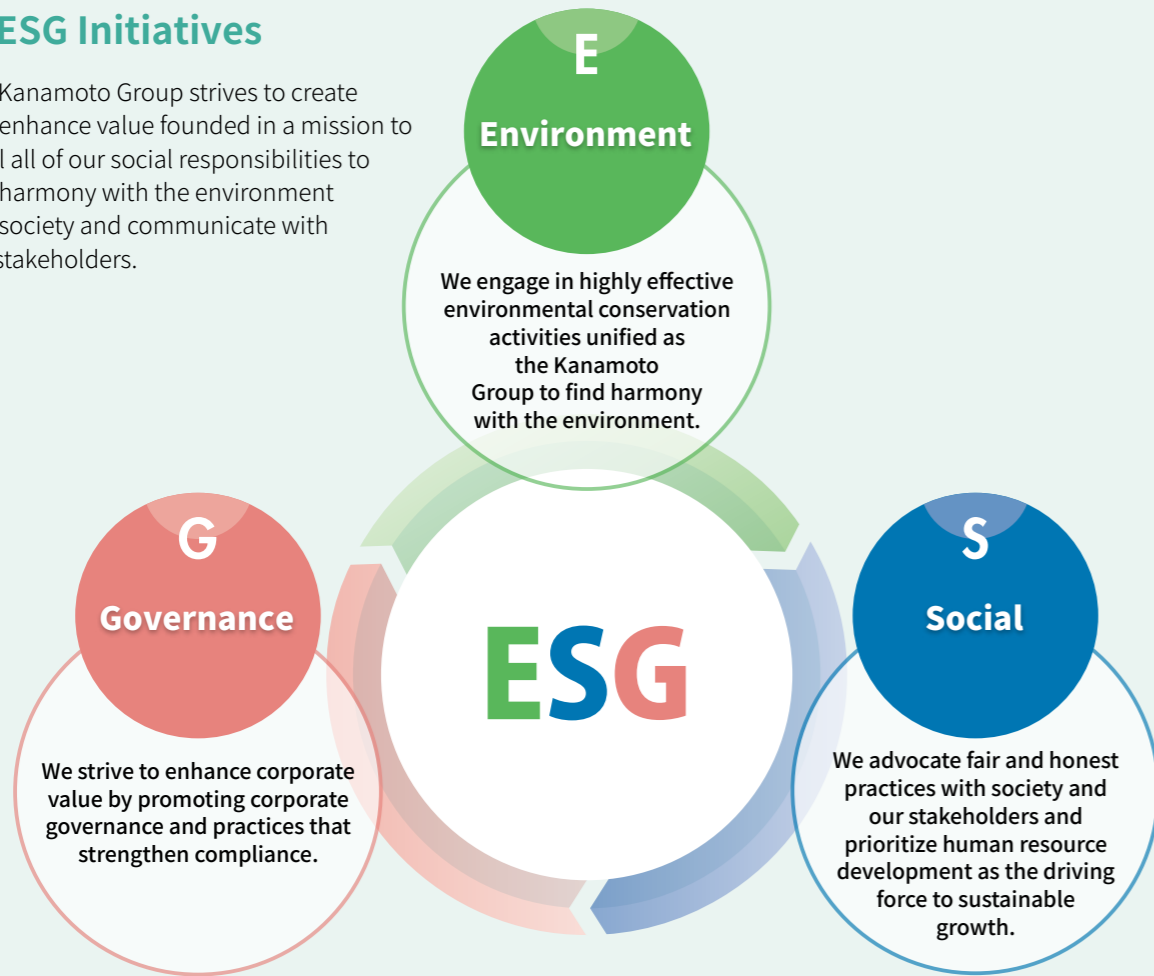 ESG Initiatives
Kanamoto Group strives to create
enhance value founded in a mission to
all of our social responsibilities to
harmony with the environment
society and communicate with
stakeholders.
E
Environment
We engage in highly effective
environmental conservation
activities unified as
the Kanamoto
Group to find harmony
with the environment.
G
Governance
We strive to enhance corporate
value by promoting corporate
governance and practices that
strengthen compliance.
ESG
S
Social
We advocate fair and honest
practices with society and
our stakeholders and
prioritize human resource
development as the driving
force to sustainable
growth.